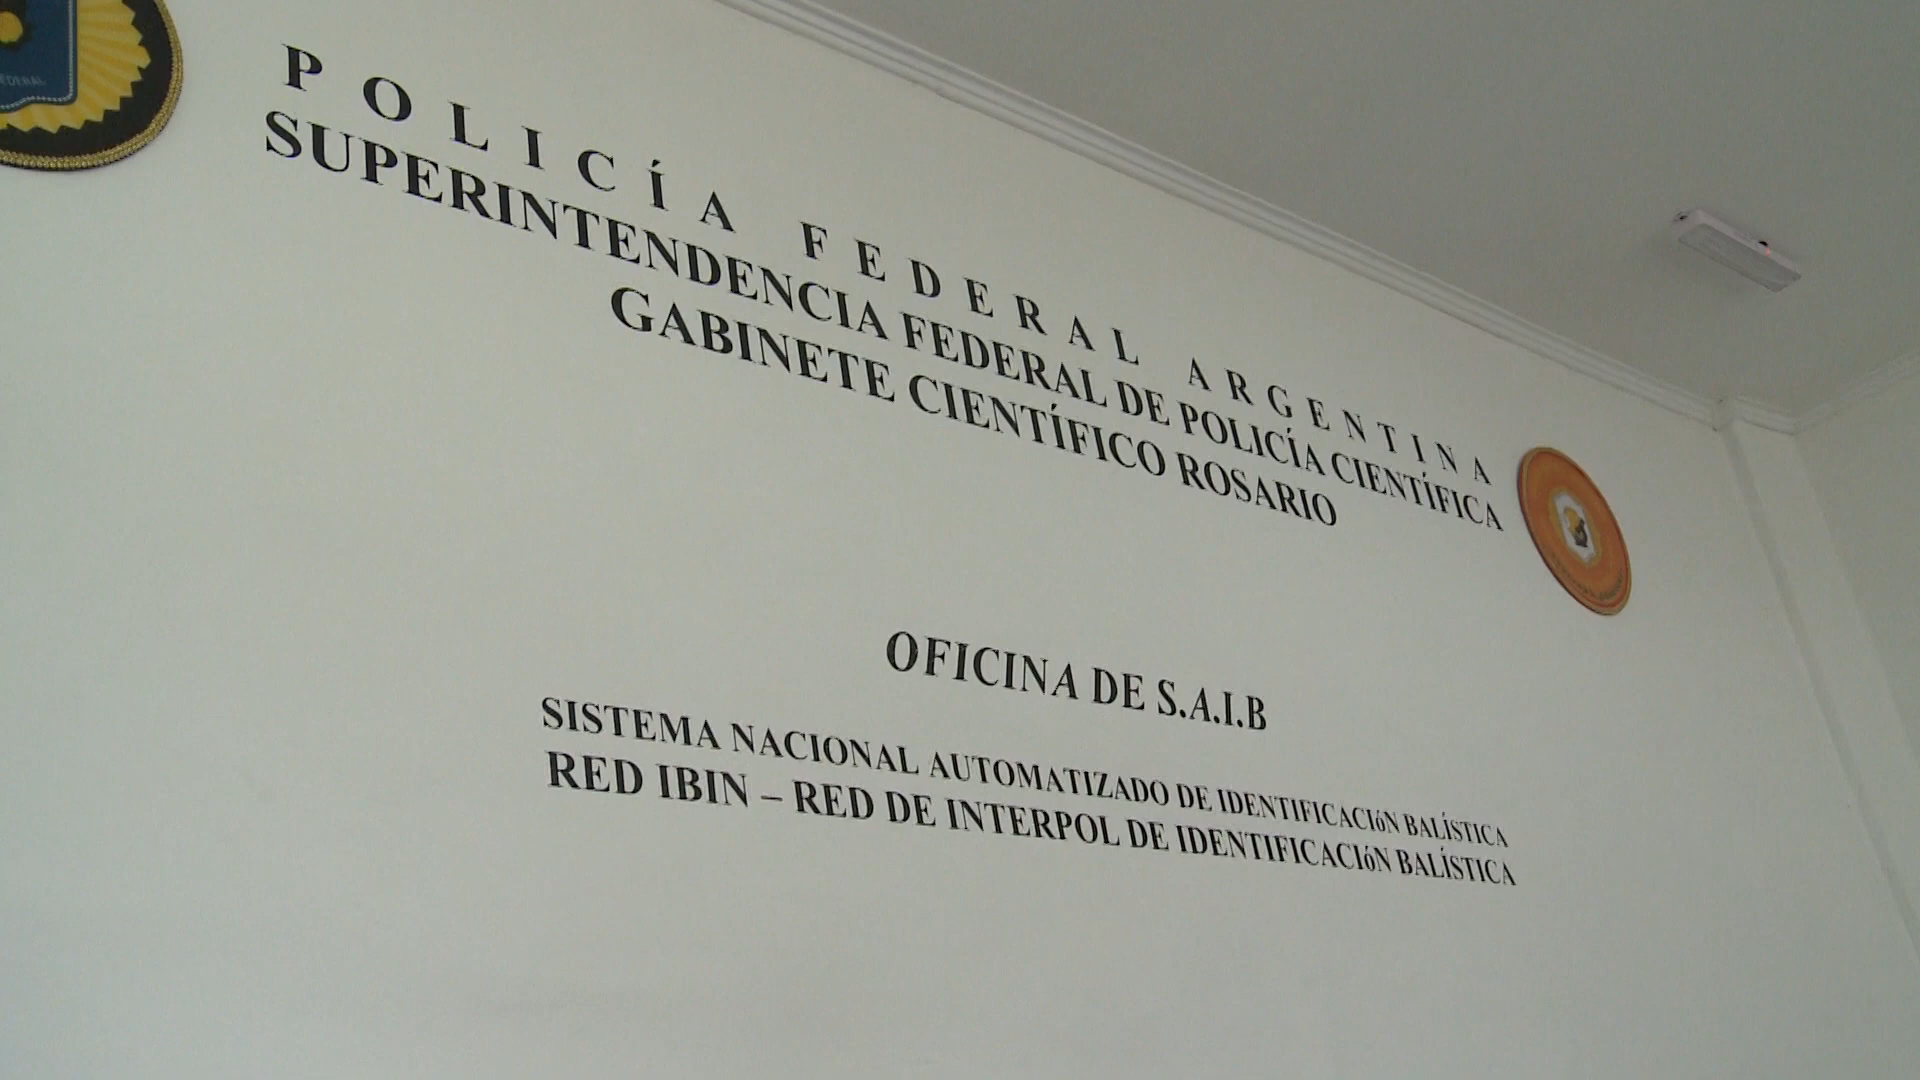 FEDERAL
POLICÍA FEDERAL ARGENTINA
SUPERINTENDENCIA FEDERAL DE POLICÍA CIENTÍFICA
GABINETE CIENTÍFICO ROSARIO
OFICINA DE S.A.I.B
SISTEMA NACIONAL AUTOMATIZADO DE IDENTIFICACIóN BALÍSTICA
RED IBIN – RED DE INTERPOL DE IDENTIFICACIóN BALÍSTICA